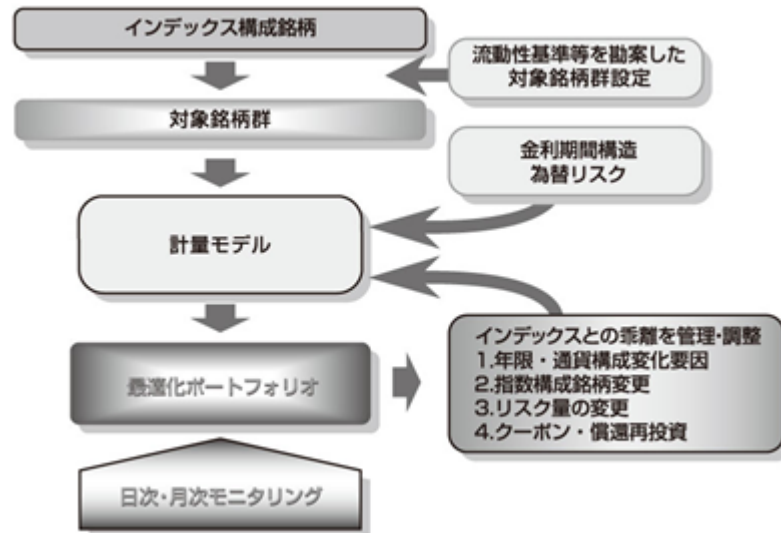 インデックス構成銘柄
流動性基準等を勘案した
対象銘柄群設定
対象銘柄群
金利期間構造
為替リスク
計量モデル
インデックスとの乖離を管理・調整
1.年限・通貨構成変化要因
2.指数構成銘柄変更
3.リスク量の変更
4.クーポン・償還再投資
最適化ポートフォリオ
日次・月次モニタリング